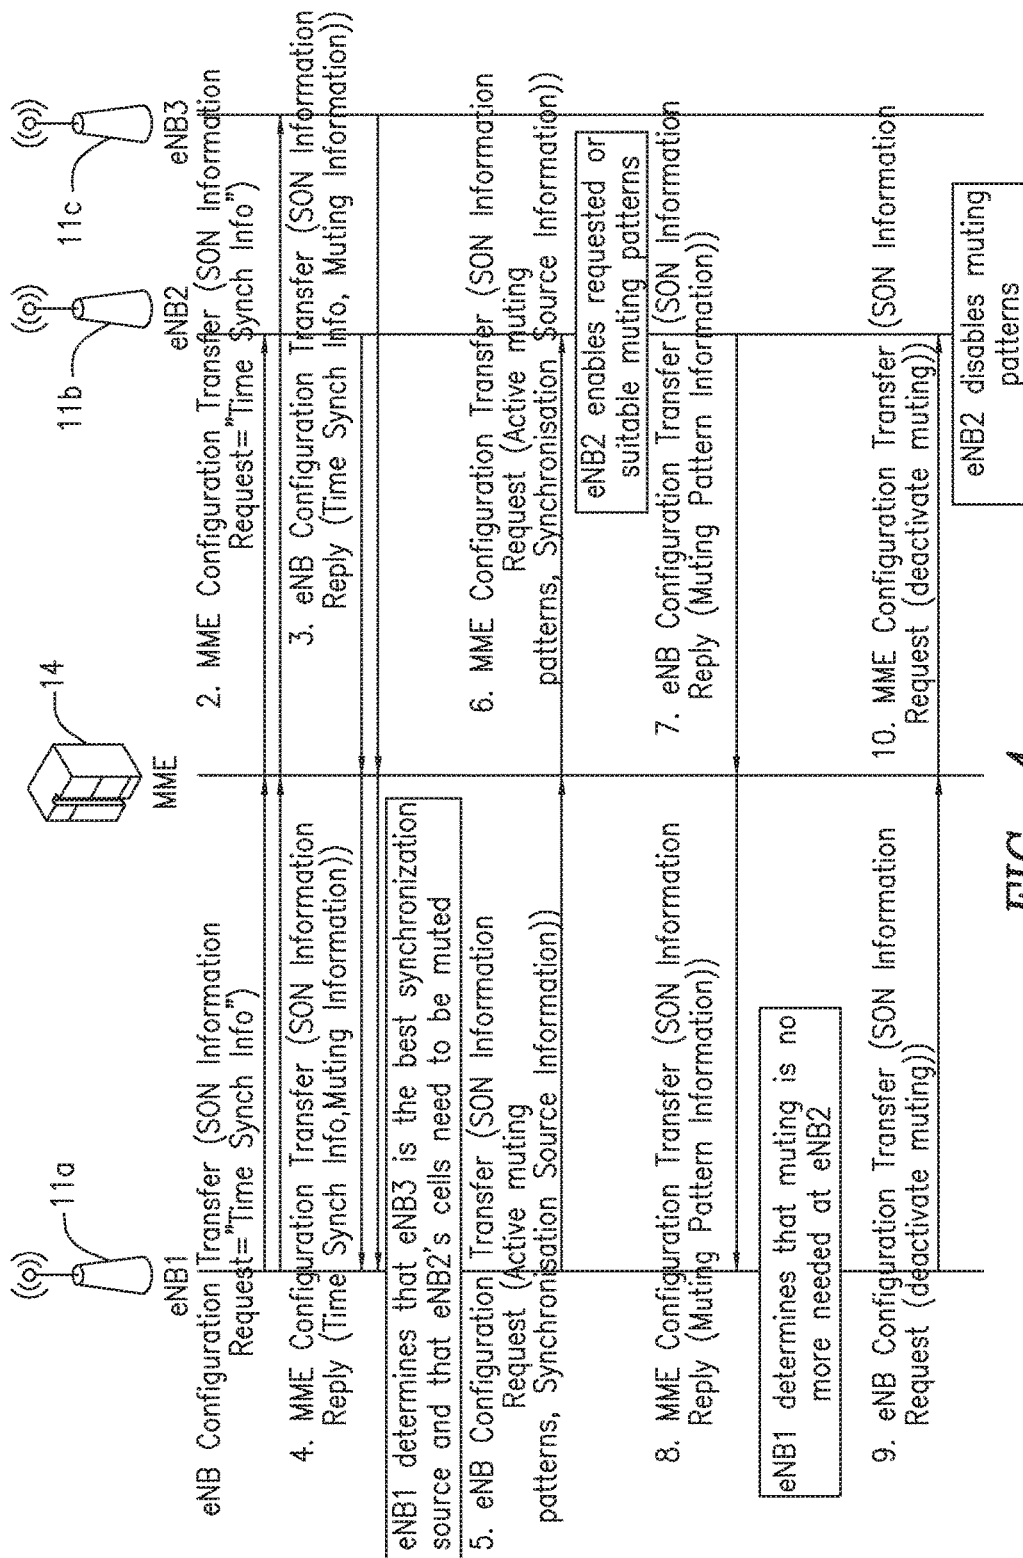 11a
14
11b
11c
eNB1
MME
eNB2
eNB3
eNB Configuration Transfer (SON Information
Request="Time Synch Info")
2. MME Configuration Transfer (SON Information
Request="Time Synch Info")
3. eNB Configuration Transfer (SON Information
Reply (Time Synch Info, Muting Information))
4. MME Configuration Transfer (SON Information
Reply (Time Synch Info,Muting Information))
eNB1 determines that eNB3 is the best synchronization
source and that eNB2's cells need to be muted
5. eNB Configuration Transfer (SON Information
Request (Active muting
patterns, Synchronisation Source Information))
6. MME Configuration Transfer (SON Information
Request (Active muting
patterns, Synchronisation Source Information))
eNB2 enables requested or
suitable muting patterns
7. eNB Configuration Transfer (SON Information
Reply (Muting Pattern Information))
8. MME Configuration Transfer (SON Information
Reply (Muting Pattern Information))
eNB1 determines that muting is no
more needed at eNB2
9. eNB Configuration Transfer (SON Information
Request (deactivate muting))
10. MME Configuration Transfer (SON Information
Request (deactivate muting))
eNB2 disables muting
patterns